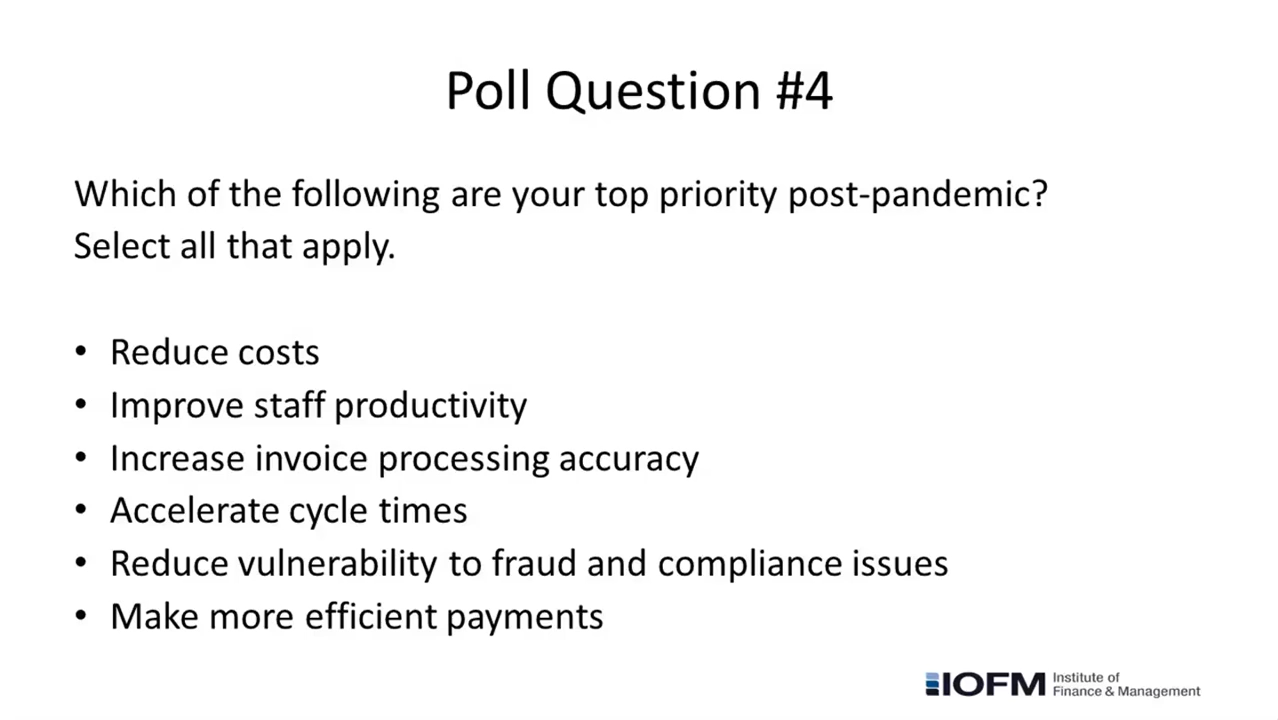 Poll Question #4
Which of the following are your top priority post-pandemic?
Select all that apply.
• Reduce costs
• Improve staff productivity
• Increase invoice processing accuracy
• Accelerate cycle times
• Reduce vulnerability to fraud and compliance issues
• Make more efficient payments
IOFM Institute of
Finance & Management